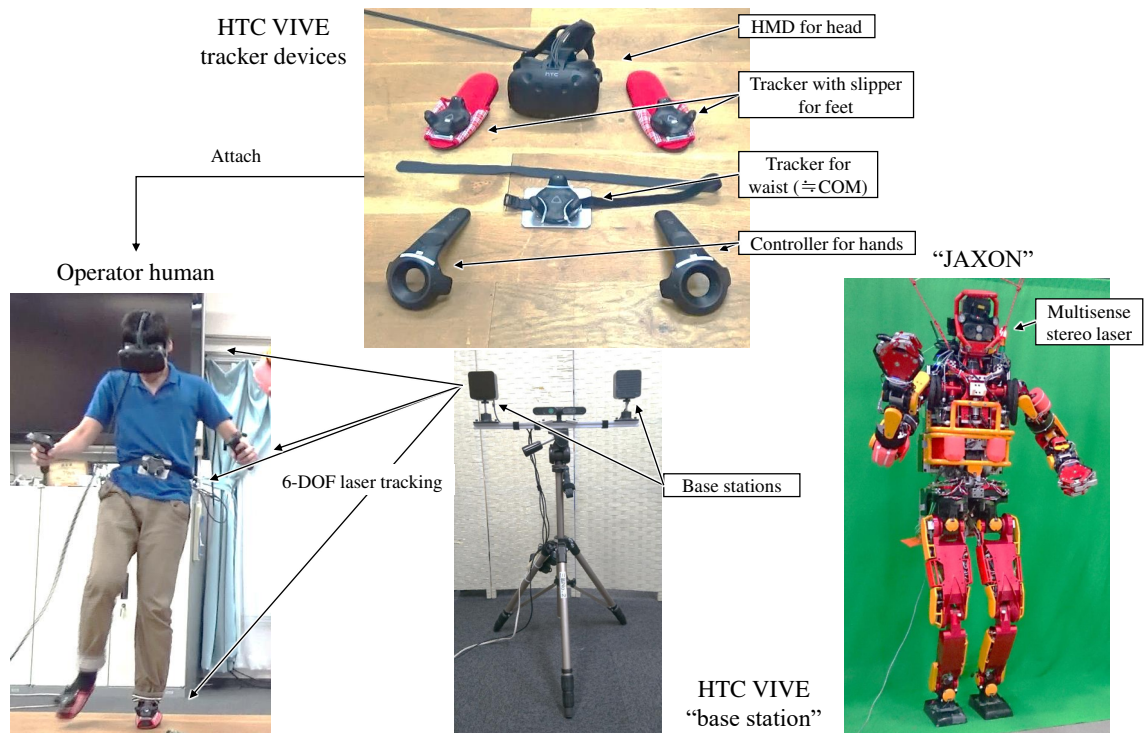 HTC VIVE
tracker devices
HMD for head
Tracker with slipper
for feet
Attach
Tracker for
waist (≒COM)
Controller for hands
Operator human
“JAXON”
Multisense
stereo laser
6-DOF laser tracking
Base stations
HTC VIVE
“base station”